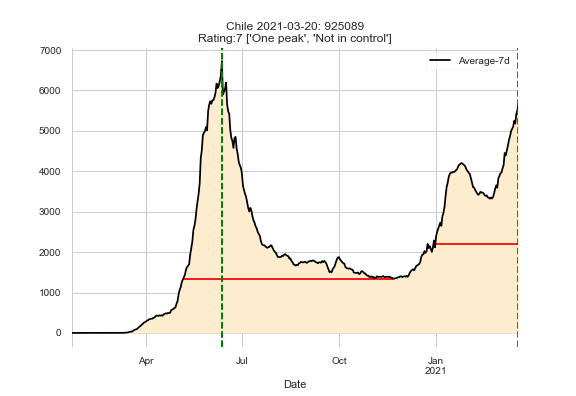 Chile 2021-03-20: 925089
Rating:7 ['One peak', 'Not in control']
Average-7d
7000
6000
5000
4000
3000
2000
1000
0
Apr
Jul
Oct
Jan
2021
Date